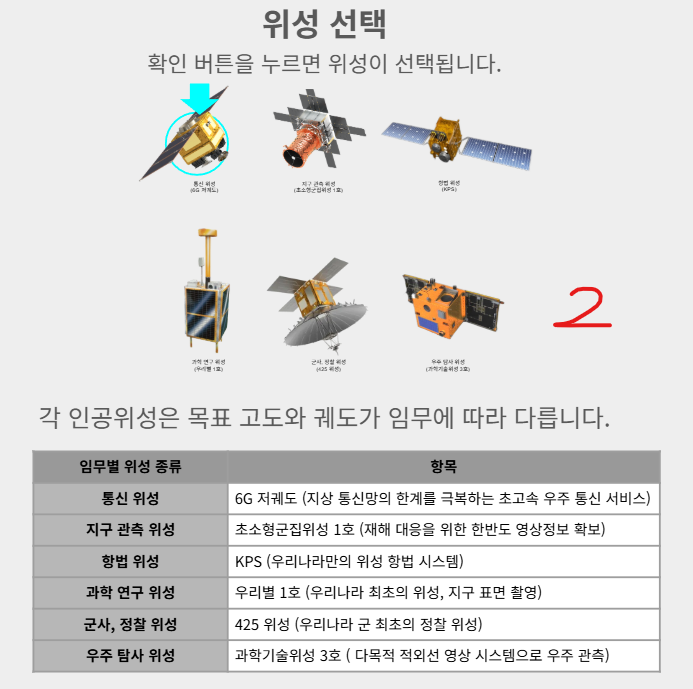 위성 선택
확인 버튼을 누르면 위성이 선택됩니다.
통신 위성
(6G 저궤도)
지구 관측 위성
(초소형군집위성 1호)
항법 위성
(KPS)
과학 연구 위성
(우리별 1호)
군사, 정찰 위성
(425 위성)
우주 탐사 위성
(과학기술위성 3호)
2
각 인공위성은 목표 고도와 궤도가 임무에 따라 다릅니다.
임무별 위성 종류 항목
통신 위성 6G 저궤도 (지상 통신망의 한계를 극복하는 초고속 우주 통신 서비스)
지구 관측 위성 초소형군집위성 1호 (재해 대응을 위한 한반도 영상정보 확보)
항법 위성 KPS (우리나라만의 위성 항법 시스템)
과학 연구 위성 우리별 1호 (우리나라 최초의 위성, 지구 표면 촬영)
군사, 정찰 위성 425 위성 (우리나라 군 최초의 정찰 위성)
우주 탐사 위성 과학기술위성 3호 ( 다목적 적외선 영상 시스템으로 우주 관측)